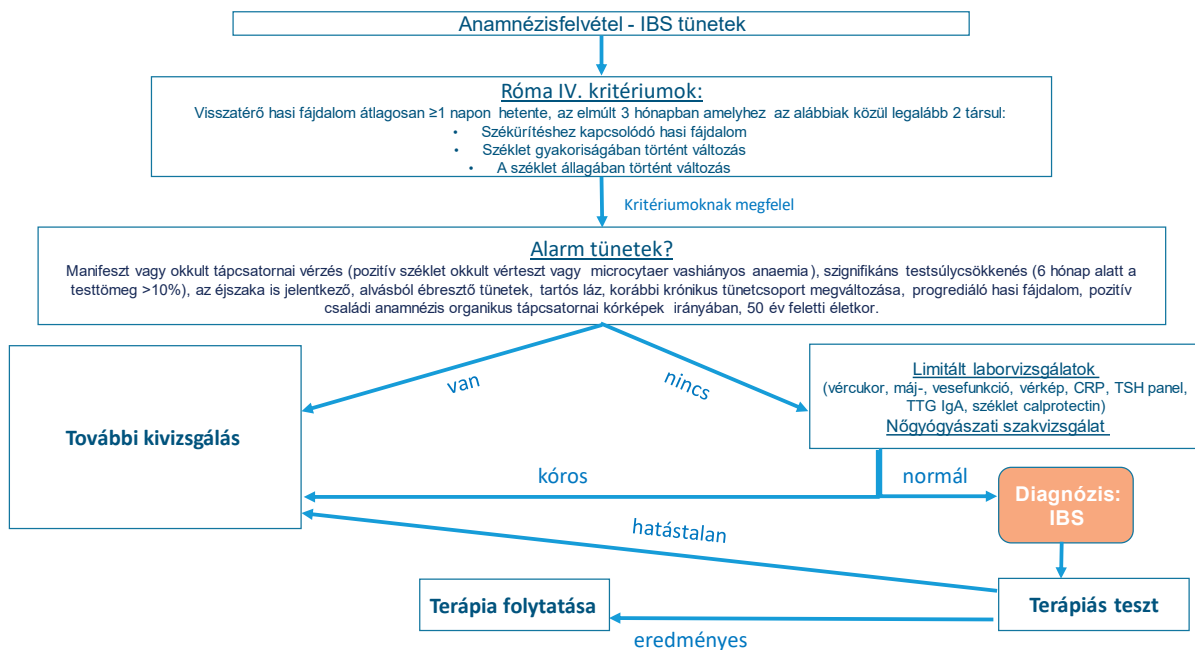 Anamnézisfelvétel - IBS tünetek
Róma IV. kritériumok:
Visszatérő hasi fájdalom átlagosan ≥1 napon hetente, az elmúlt 3 hónapban amelyhez az alábbiak közül legalább 2 társul:
• Székürítéshez kapcsolódó hasi fájdalom
• Széklet gyakoriságában történt változás
• A széklet állagában történt változás
Kritériumoknak megfelel
Alarm tünetek?
Manifeszt vagy okkult tápcsatornai vérzés (pozitív széklet okkult vérteszt vagy microcytaer vashiányos anaemia), szignifikáns testsúlycsökkenés (6 hónap alatt a
testtömeg >10%), az éjszaka is jelentkező, alvásból ébresztő tünetek, tartós láz, korábbi krónikus tünetcsoport megváltozása, progrediáló hasi fájdalom, pozitív
családi anamnézis organikus tápcsatornai kórképek irányában, 50 év feletti életkor.
van
nincs
Limitált laborvizsgálatok
(vércukor, máj-, vesefunkció, vérkép, CRP, TSH panel,
TTG IgA, széklet calprotectin)
Nőgyógyászati szakvizsgálat
További kivizsgálás
kóros
normál
Diagnózis:
IBS
hatástalan
Terápia folytatása
Terápiás teszt
eredményes